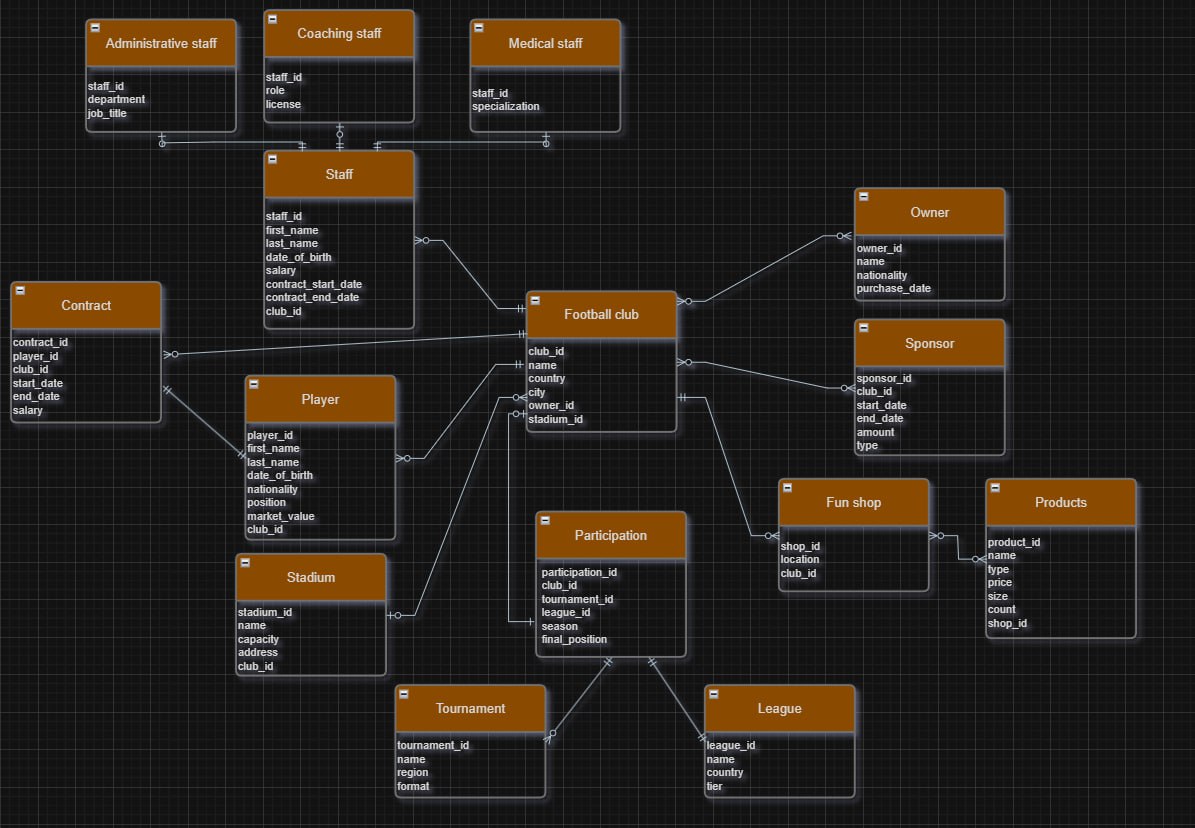 Administrative staff
staff_id
department
job_title
Coaching staff
staff_id
role
license
Medical staff
staff_id
specialization
Staff
staff_id
first_name
last_name
date_of_birth
salary
contract_start_date
contract_end_date
club_id
Owner
owner_id
name
nationality
purchase_date
Contract
contract_id
player_id
club_id
start_date
end_date
salary
Football club
club_id
name
country
city
owner_id
stadium_id
Sponsor
sponsor_id
club_id
start_date
end_date
amount
type
Player
player_id
first_name
last_name
date_of_birth
nationality
position
market_value
club_id
Fun shop
shop_id
location
club_id
Products
product_id
name
type
price
size
count
shop_id
Participation
participation_id
club_id
tournament_id
league_id
season
final_position
Stadium
stadium_id
name
capacity
address
club_id
Tournament
tournament_id
name
region
format
League
league_id
name
country
tier